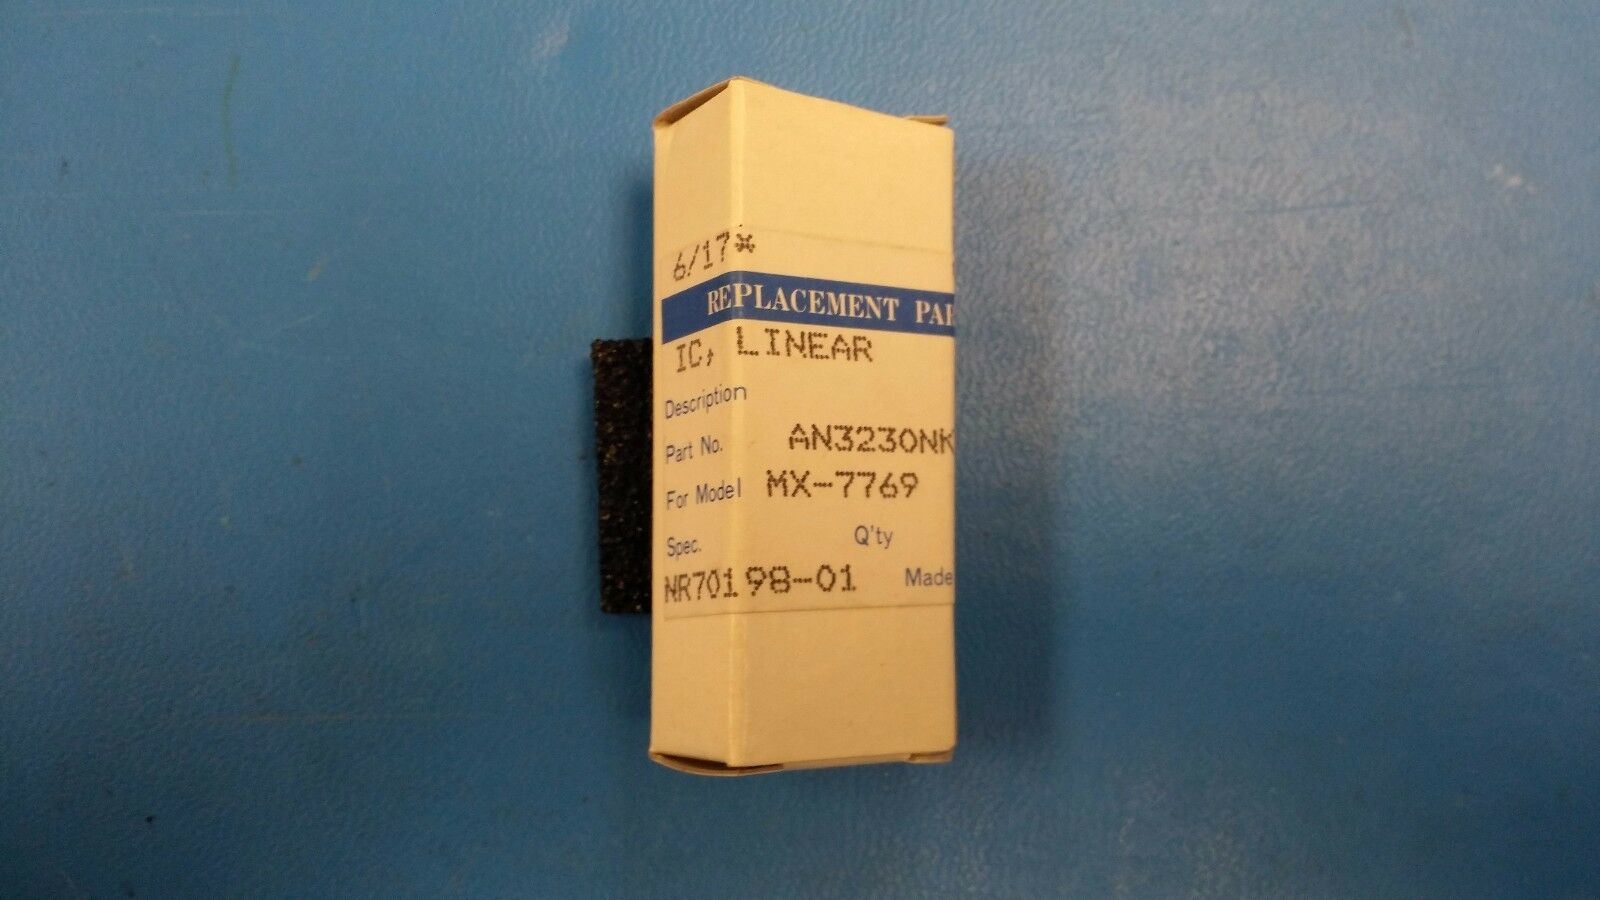 6/17*
REPLACEMENT PAR
IC, LINEAR
Description
Part No. AN3230NK
For Model MX-7769
Spec. Q'ty
NR70198-01 Made